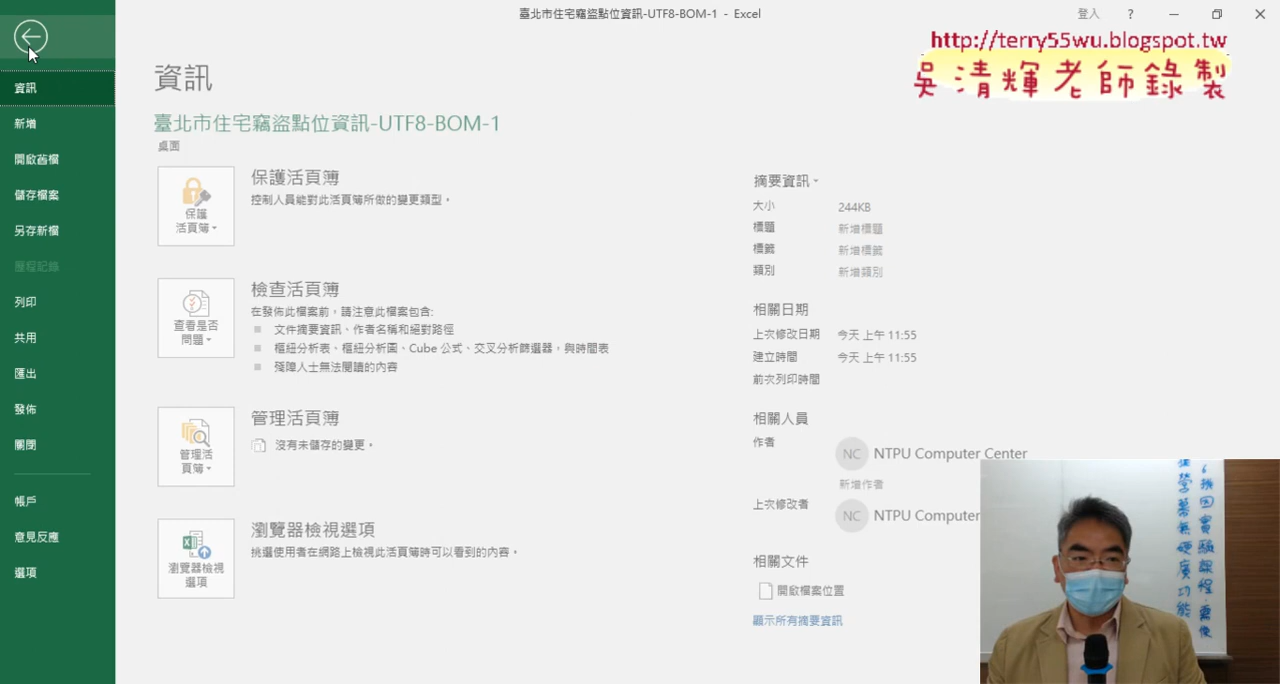 臺北市住宅竊盜點位資訊-UTF8-BOM-1 - Excel
登入
?
http://terry55wu.blogspot.tw
吳清輝老師錄製
資訊
新增
開啟舊檔
儲存檔案
另存新檔
歷程記錄
列印
共用
匯出
發佈
關閉
帳戶
意見反應
選項
資訊
臺北市住宅竊盜點位資訊-UTF8-BOM-1
桌面
保護
活頁簿
保護活頁簿
控制人員能對此活頁簿所做的變更類型。
查看是否
問題
檢查活頁簿
在發佈此檔案前，請注意此檔案包含:
文件摘要資訊、作者名稱和絕對路徑
樞紐分析表、樞紐分析圖、Cube 公式、交叉分析篩選器，與時間表
殘障人士無法閱讀的內容
管理活
頁簿
管理活頁簿
沒有未儲存的變更。
瀏覽器檢視
選項
瀏覽器檢視選項
挑選使用者在網路上檢視此活頁簿時可以看到的內容。
摘要資訊
大小 244KB
標題 新增標題
標籤 新增標籤
類別 新增類別
相關日期
上次修改日期 今天 上午 11:55
建立時間 今天 上午 11:55
前次列印時間
相關人員
作者
NC NTPU Computer Center
新增作者
上次修改者
NC NTPU Computer
相關文件
開啟檔案位置
顯示所有摘要資訊
6 損因實驗課程,要使
螢幕無硬廣功能